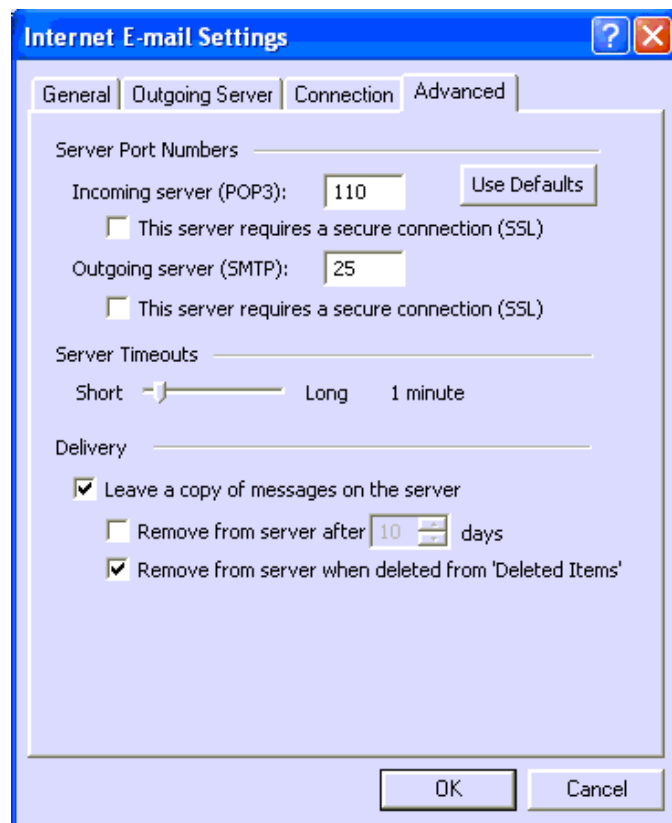 Internet E-mail Settings
General Outgoing Server Connection Advanced
Server Port Numbers
Incoming server (POP3): 110 Use Defaults
This server requires a secure connection (SSL)
Outgoing server (SMTP): 25
This server requires a secure connection (SSL)
Server Timeouts
Short Long 1 minute
Delivery
Leave a copy of messages on the server
Remove from server after 10 days
Remove from server when deleted from 'Deleted Items'
OK Cancel